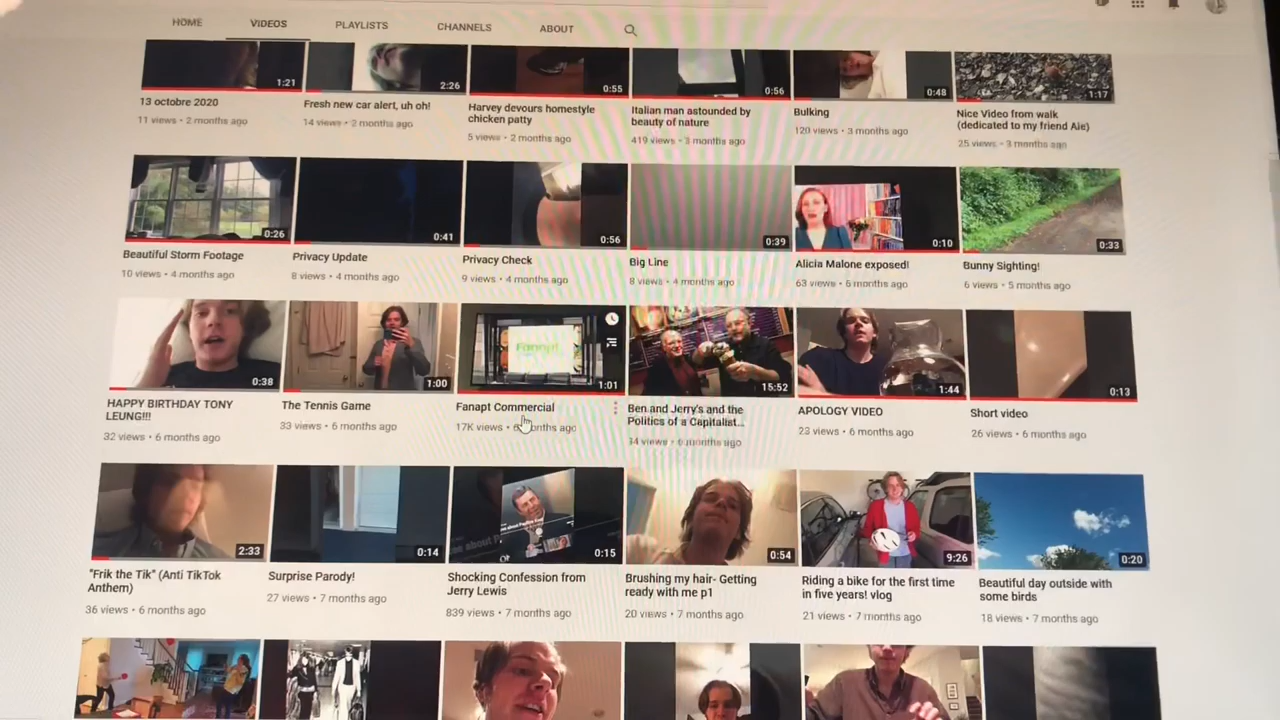 HOME VIDEOS PLAYLISTS CHANNELS ABOUT
1:21 2:26 0:55 0:56 0:48 1:17
13 octobre 2020
11 views • 2 months ago
Fresh new car alert, uh oh!
14 views • 2 months ago
Harvey devours homestyle
chicken patty
5 views • 2 months ago
Italian man astounded by
beauty of nature
419 views • 3 months ago
Bulking
120 views • 3 months ago
Nice Video from walk
(dedicated to my friend Aie)
25 views • 3 months ago
0:26 0:41 0:56 0:39 0:10 0:33
Beautiful Storm Footage
10 views • 4 months ago
Privacy Update
8 views • 4 months ago
Privacy Check
9 views • 4 months ago
Big Line
8 views • 4 months ago
Alicia Malone exposed!
63 views • 6 months ago
Bunny Sighting!
6 views • 5 months ago
Fanapt
0:38 1:00 1:01 15:52 1:44 0:13
HAPPY BIRTHDAY TONY
LEUNG!!!
32 views • 6 months ago
The Tennis Game
33 views • 6 months ago
Fanapt Commercial
17K views • 6 months ago
Ben and Jerry's and the
Politics of a Capitalist...
34 views • 6 months ago
APOLOGY VIDEO
23 views • 6 months ago
Short video
26 views • 6 months ago
2:33 0:14 0:15 0:54 9:26 0:20
"Frik the Tik" (Anti TikTok
Anthem)
36 views • 6 months ago
Surprise Parody!
27 views • 7 months ago
Shocking Confession from
Jerry Lewis
839 views • 7 months ago
Brushing my hair- Getting
ready with me p1
20 views • 7 months ago
Riding a bike for the first time
in five years! vlog
21 views • 7 months ago
Beautiful day outside with
some birds
18 views • 7 months ago